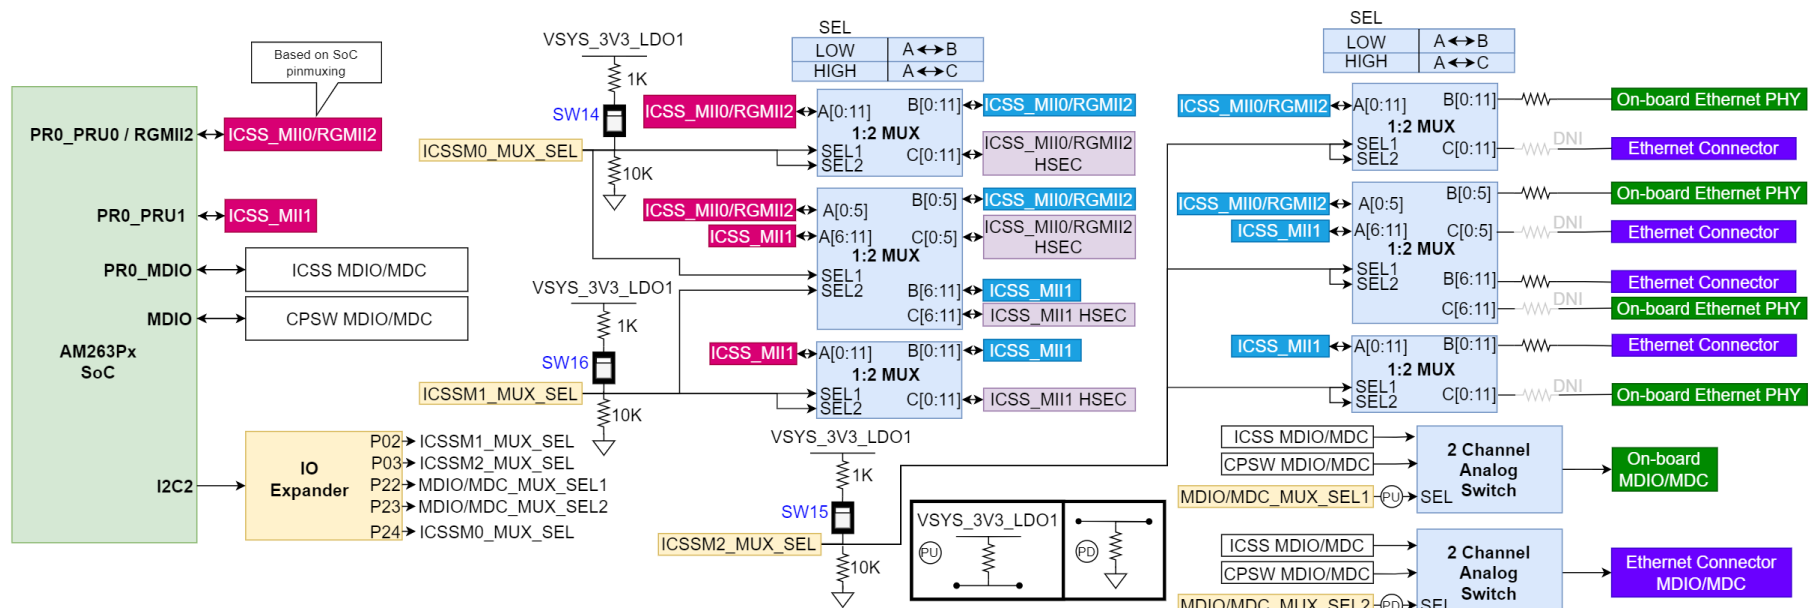 Based on SoC
pinmuxing
PR0_PRU0 / RGMII2
ICSS_MII0/RGMII2
PR0_PRU1
ICSS_MII1
PR0_MDIO
ICSS MDIO/MDC
MDIO
CPSW MDIO/MDC
AM263Px
SoC
I2C2
IO
Expander
P02
ICSSM1_MUX_SEL
P03
ICSSM2_MUX_SEL
P22
MDIO/MDC_MUX_SEL1
P23
MDIO/MDC_MUX_SEL2
P24
ICSSM0_MUX_SEL
VSYS_3V3_LDO1
1K
SW14
ICSSM0_MUX_SEL
10K
VSYS_3V3_LDO1
1K
SW16
ICSSM1_MUX_SEL
10K
VSYS_3V3_LDO1
1K
SW15
ICSSM2_MUX_SEL
10K
SEL
LOW
A B
HIGH
A C
ICSS_MII0/RGMII2
A[0:11]
B[0:11]
ICSS_MII0/RGMII2
1:2 MUX
SEL1
SEL2
C[0:11]
ICSS_MII0/RGMII2
HSEC
ICSS_MII0/RGMII2
A[0:5]
B[0:5]
ICSS_MII0/RGMII2
ICSS_MII1
A[6:11]
C[0:5]
ICSS_MII0/RGMII2
HSEC
1:2 MUX
SEL1
SEL2
B[6:11]
ICSS_MII1
C[6:11]
ICSS_MII1 HSEC
ICSS_MII1
A[0:11]
B[0:11]
ICSS_MII1
1:2 MUX
SEL1
SEL2
C[0:11]
ICSS_MII1 HSEC
VSYS_3V3_LDO1
PU
PD
SEL
LOW
A B
HIGH
A C
ICSS_MII0/RGMII2
A[0:11]
B[0:11]
On-board Ethernet PHY
1:2 MUX
SEL1
SEL2
C[0:11]
DNI
Ethernet Connector
ICSS_MII0/RGMII2
A[0:5]
B[0:5]
On-board Ethernet PHY
ICSS_MII1
A[6:11]
C[0:5]
DNI
Ethernet Connector
1:2 MUX
SEL1
SEL2
B[6:11]
Ethernet Connector
C[6:11]
DNI
On-board Ethernet PHY
ICSS_MII1
A[0:11]
B[0:11]
Ethernet Connector
1:2 MUX
SEL1
SEL2
C[0:11]
DNI
On-board Ethernet PHY
ICSS MDIO/MDC
CPSW MDIO/MDC
MDIO/MDC_MUX_SEL1
PU
SEL
2 Channel
Analog
Switch
On-board
MDIO/MDC
ICSS MDIO/MDC
CPSW MDIO/MDC
MDIO/MDC_MUX_SEL2
PD
SEL
2 Channel
Analog
Switch
Ethernet Connector
MDIO/MDC